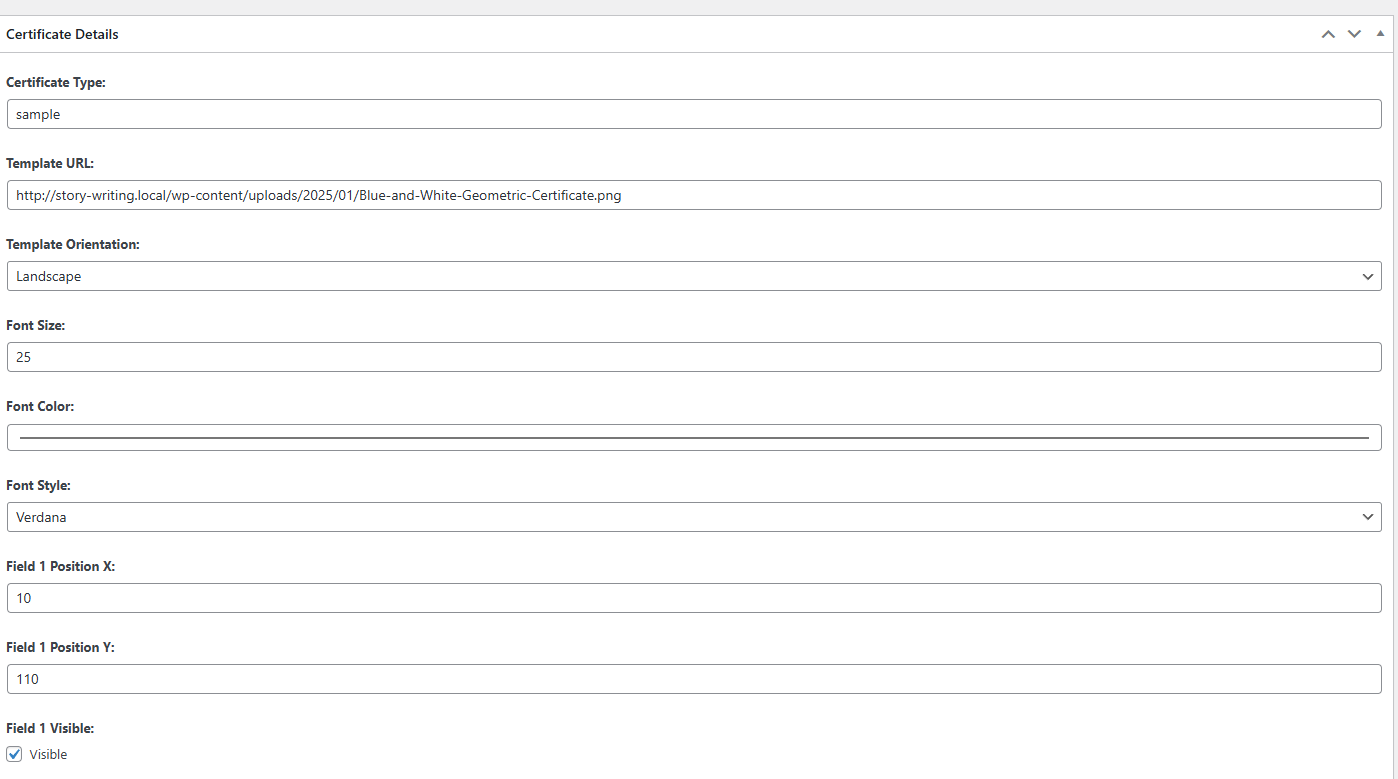 Certificate Details
Certificate Type:
sample
Template URL:
http://story-writing.local/wp-content/uploads/2025/01/Blue-and-White-Geometric-Certificate.png
Template Orientation:
Landscape
Font Size:
25
Font Color:
Font Style:
Verdana
Field 1 Position X:
10
Field 1 Position Y:
110
Field 1 Visible:
Visible